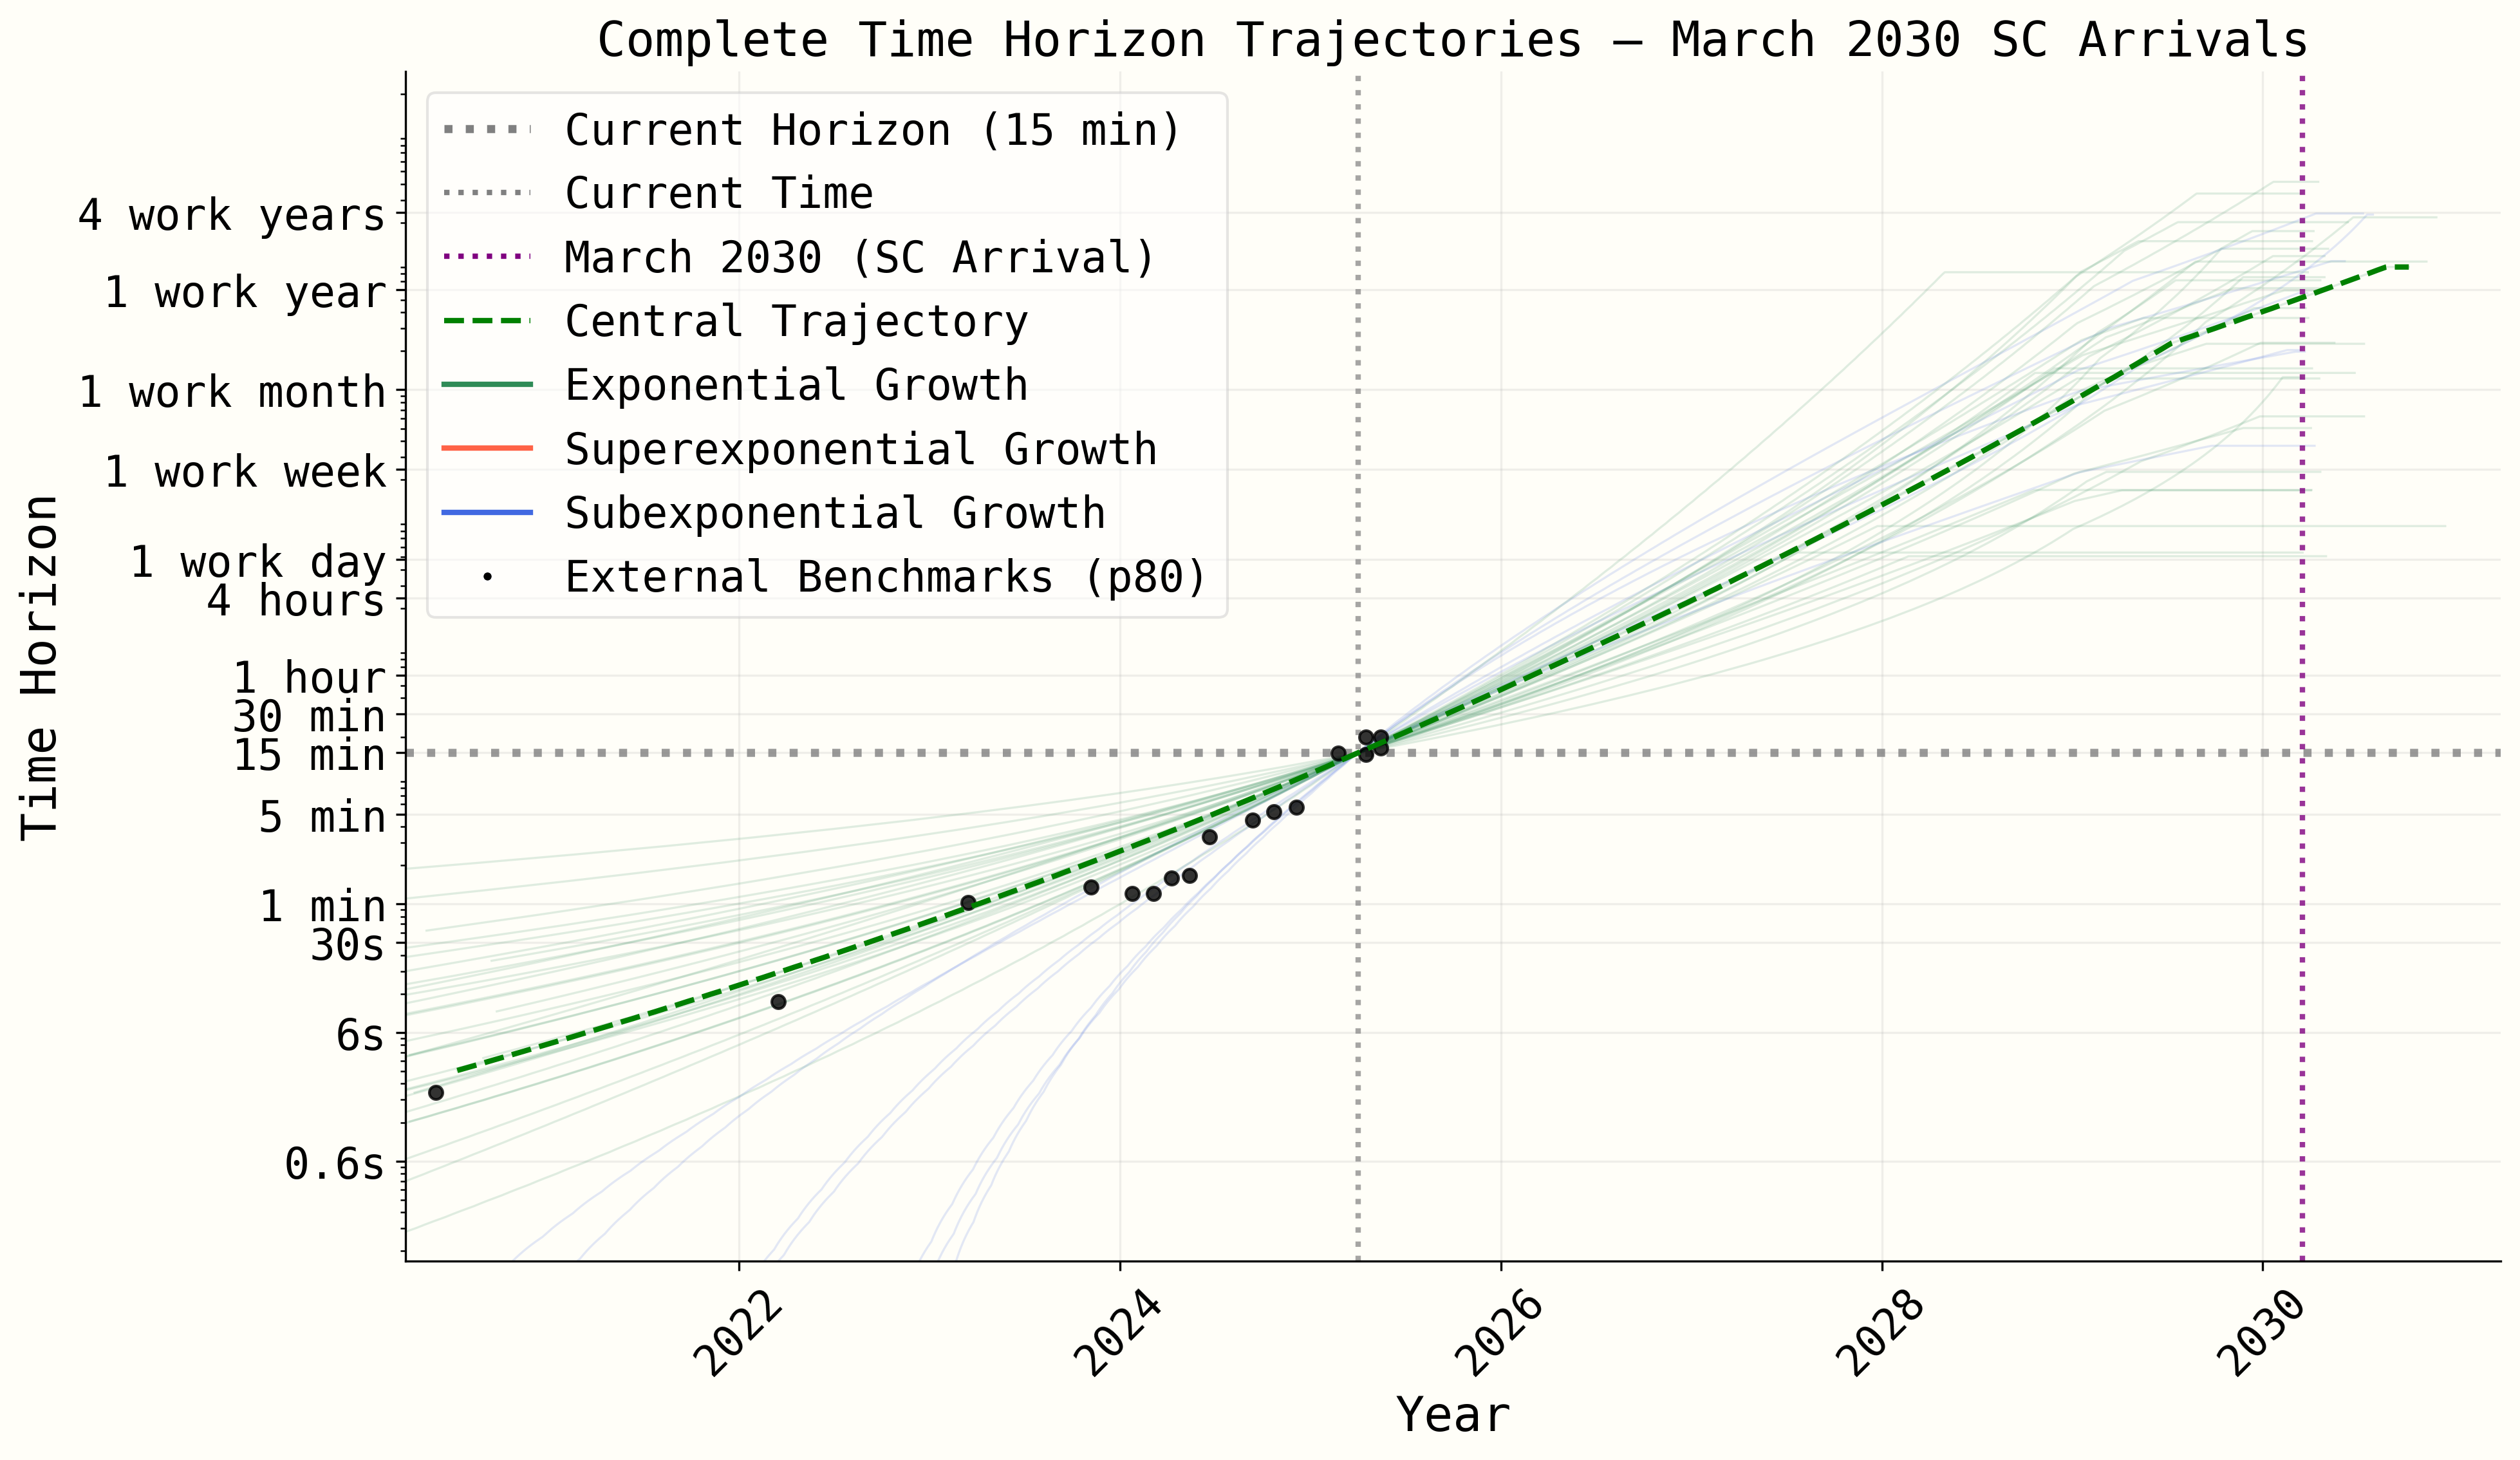 Complete Time Horizon Trajectories — March 2030 SC Arrivals
Current Horizon (15 min)
Current Time
March 2030 (SC Arrival)
Central Trajectory
Exponential Growth
Superexponential Growth
Subexponential Growth
External Benchmarks (p80)
Time Horizon
4 work years
1 work year
1 work month
1 work week
1 work day
4 hours
1 hour
30 min
15 min
5 min
1 min
30s
6s
0.6s
2022
2024
2026
2028
2030
Year